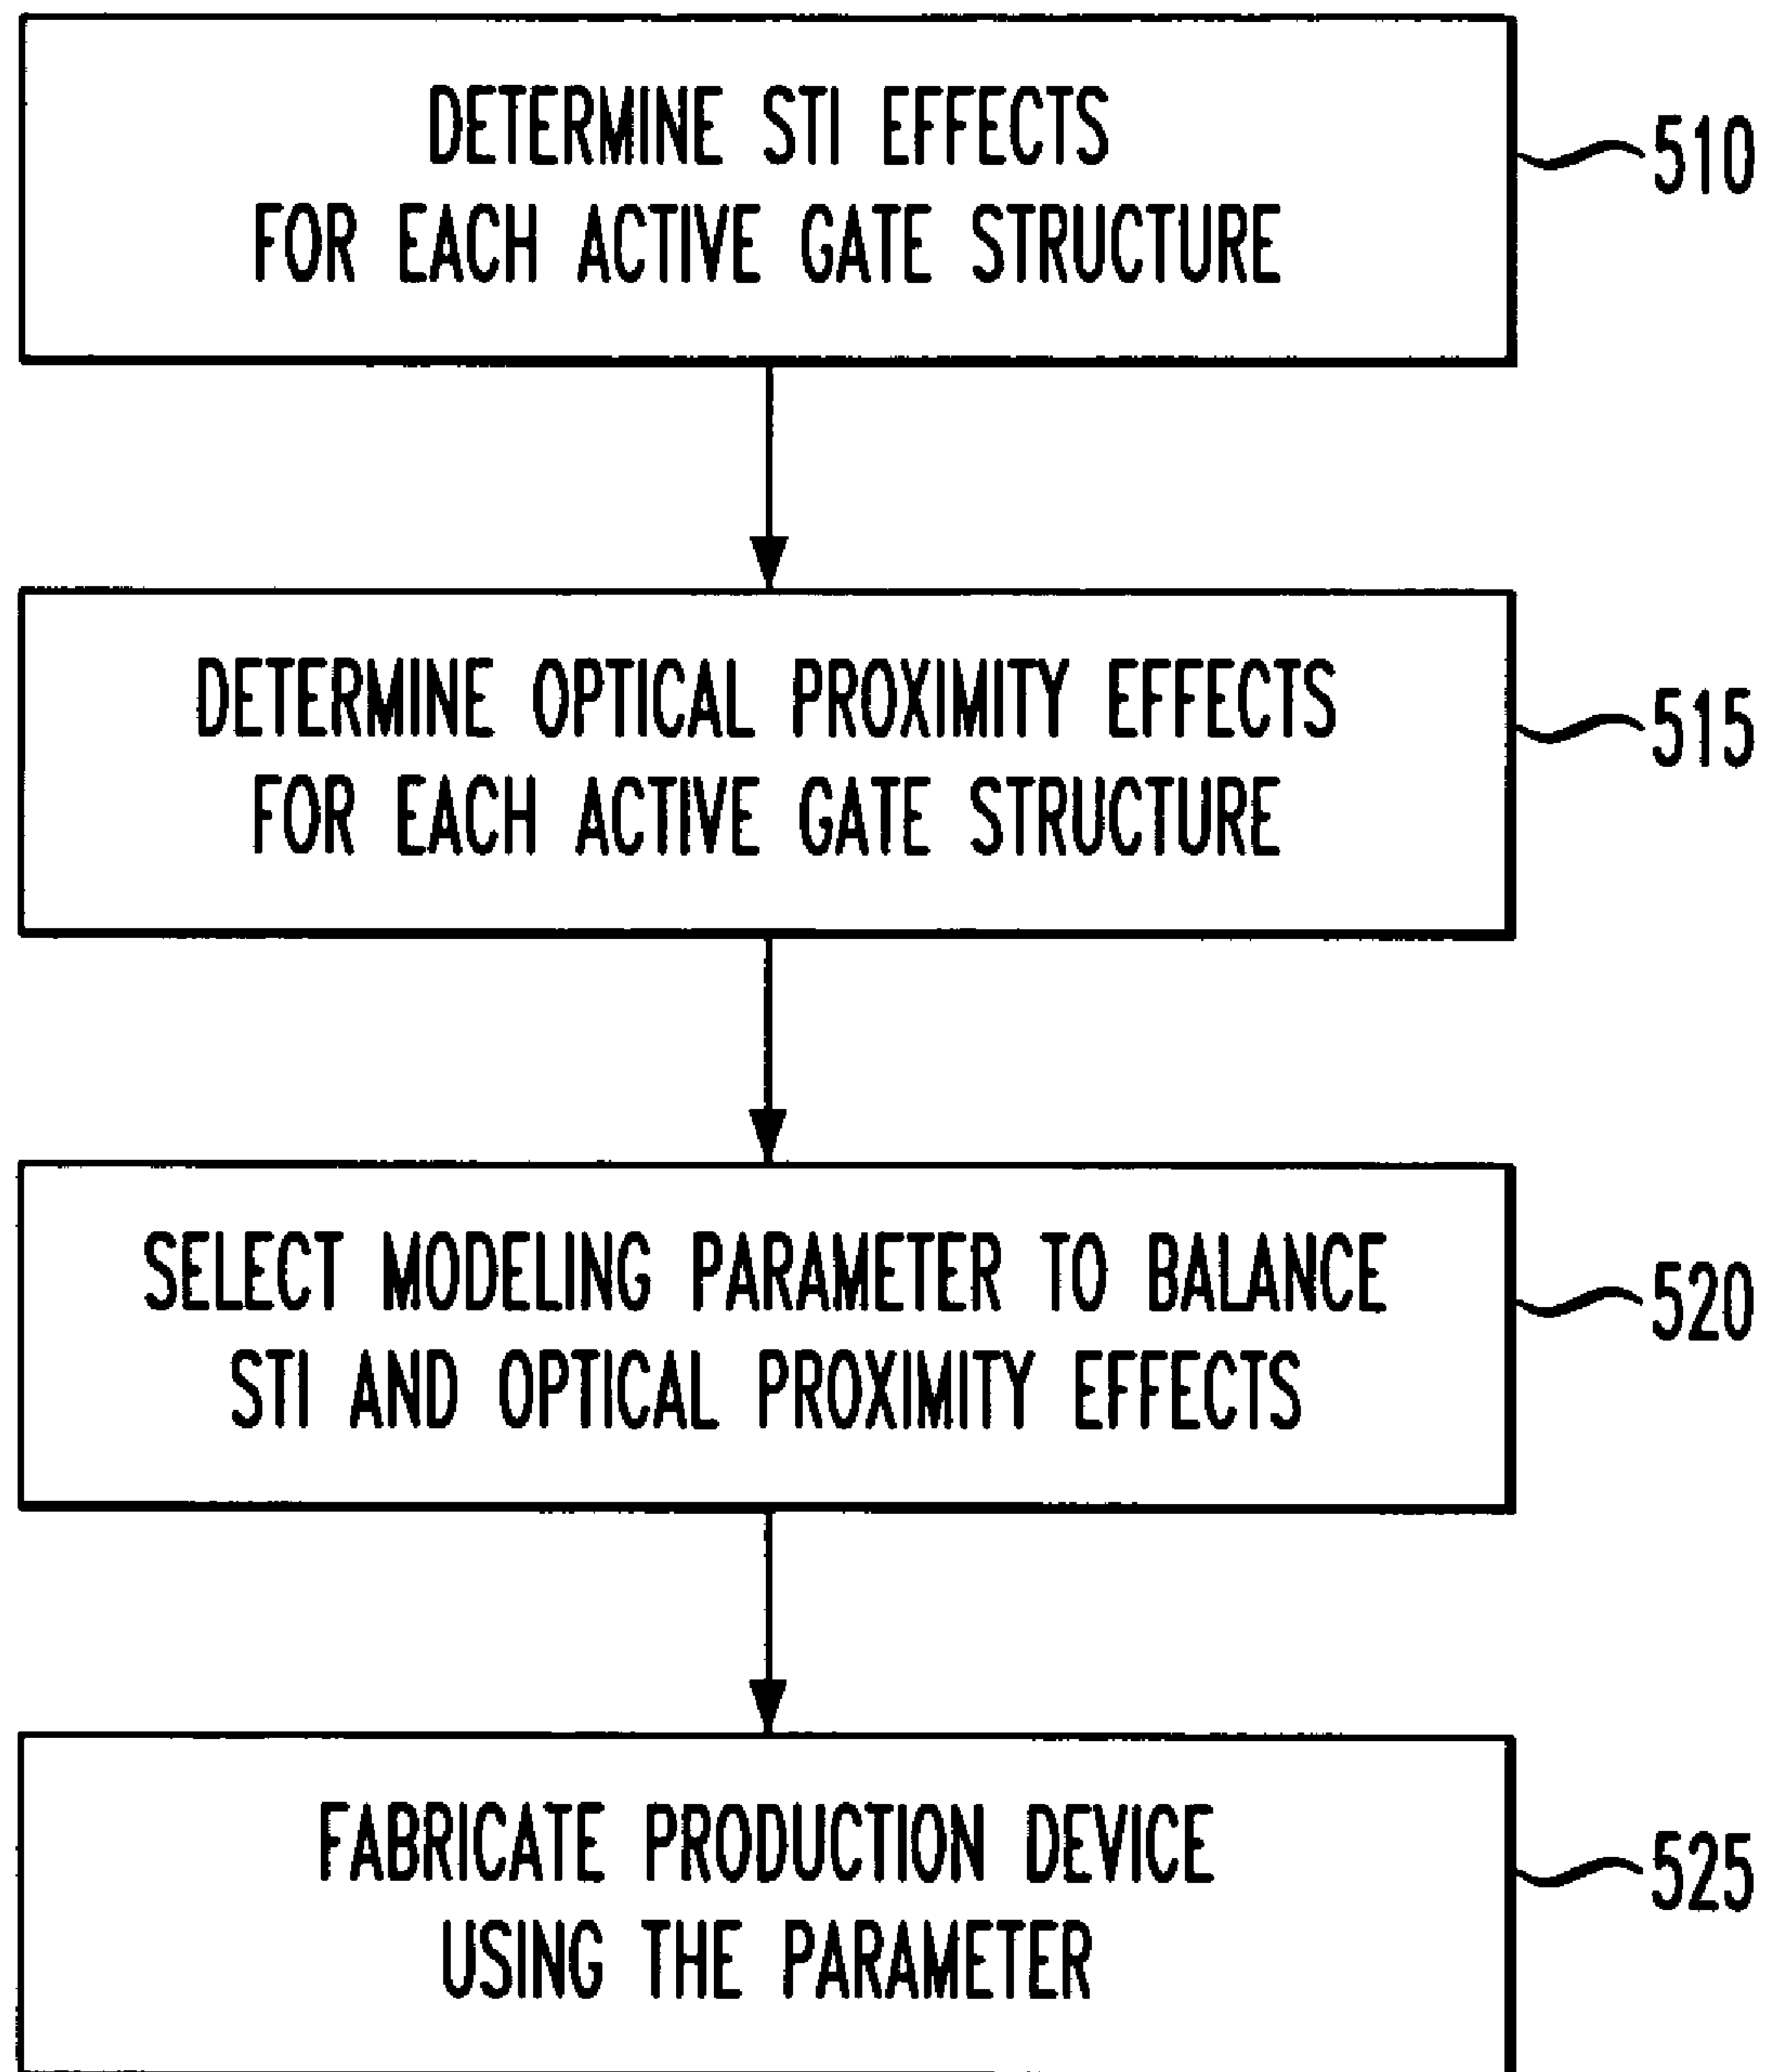 DETERMINE STI EFFECTS
FOR EACH ACTIVE GATE STRUCTURE
510
DETERMINE OPTICAL PROXIMITY EFFECTS
FOR EACH ACTIVE GATE STRUCTURE
515
SELECT MODELING PARAMETER TO BALANCE
STI AND OPTICAL PROXIMITY EFFECTS
520
FABRICATE PRODUCTION DEVICE
USING THE PARAMETER
525